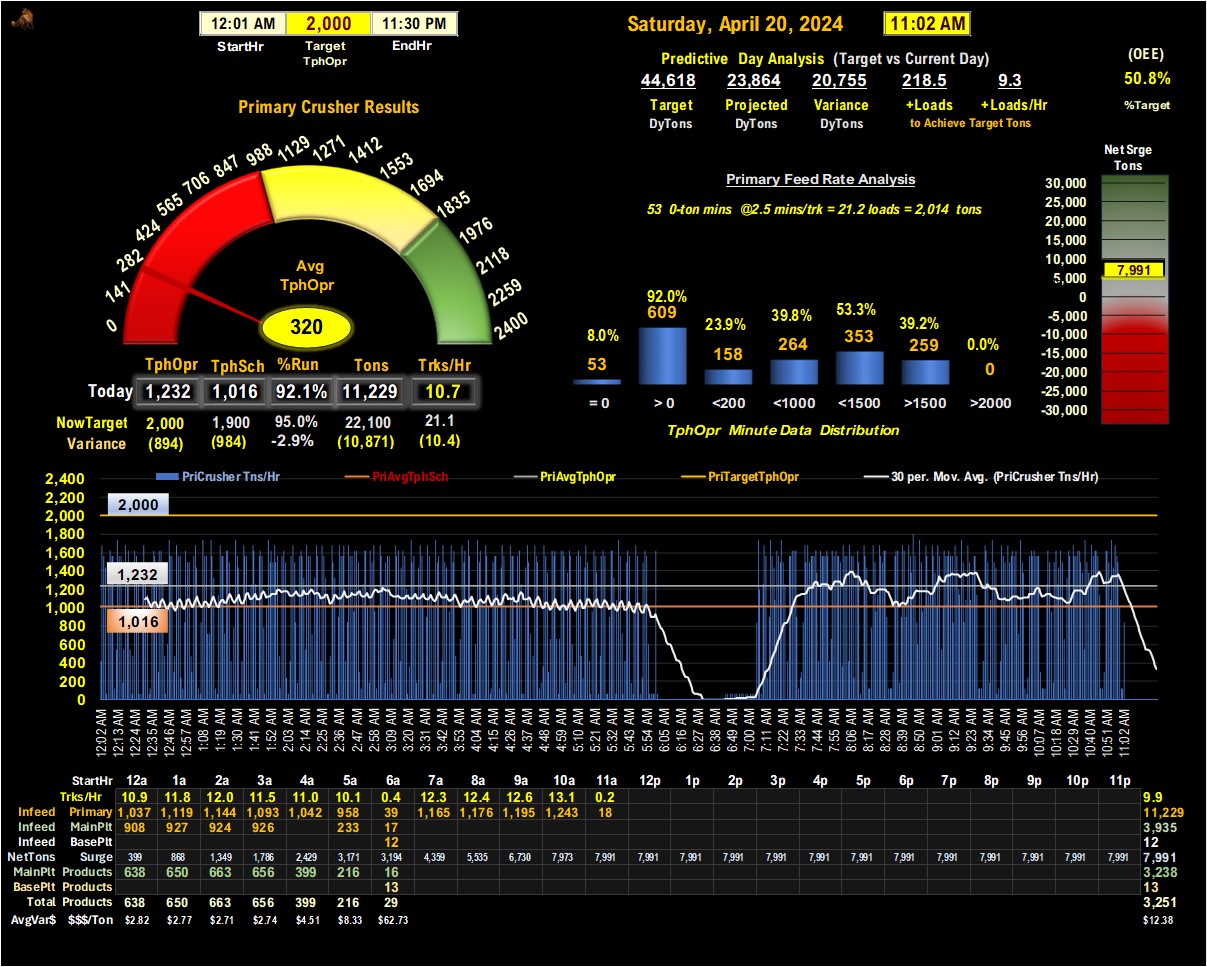 12:01 AM 2,000 11:30 PM
StartHr Target TphOpr EndHr
Saturday, April 20, 2024 11:02 AM
Predictive Day Analysis (Target vs Current Day)
44,618 23,864 20,755 218.5 9.3
Target Projected Variance +Loads +Loads/Hr
DyTons DyTons DyTons to Achieve Target Tons
(OEE)
50.8%
%Target
Primary Crusher Results
0 141 282 424 565 706 847 988 1129 1271 1412 1553 1694 1835 1976 2118 2259 2400
Avg
TphOpr
320
TphOpr TphSch %Run Tons Trks/Hr
Today 1,232 1,016 92.1% 11,229 10.7
NowTarget 2,000 1,900 95.0% 22,100 21.1
Variance (894) (984) -2.9% (10,871) (10.4)
Primary Feed Rate Analysis
53 0-ton mins @2.5 mins/trk = 21.2 loads = 2,014 tons
8.0% 92.0% 23.9% 39.8% 53.3% 39.2% 0.0%
53 609 158 264 353 259 0
= 0 > 0 <200 <1000 <1500 >1500 >2000
TphOpr Minute Data Distribution
Net Srge
Tons
30,000
25,000
20,000
15,000
10,000
7,991
5,000
0
-5,000
-10,000
-15,000
-20,000
-25,000
-30,000
PriCrusher Tns/Hr PriAvgTphSch PriAvgTphOpr PriTargetTphOpr 30 per. Mov. Avg. (PriCrusher Tns/Hr)
2,400
2,200
2,000
1,800
1,600
1,400
1,200
1,000
800
600
400
200
0
2,000
1,232
1,016
12:02 AM 12:13 AM 12:24 AM 12:35 AM 12:46 AM 12:57 AM 1:08 AM 1:19 AM 1:30 AM 1:41 AM 1:52 AM 2:03 AM 2:14 AM 2:25 AM 2:36 AM 2:47 AM 2:58 AM 3:09 AM 3:20 AM 3:31 AM 3:42 AM 3:53 AM 4:04 AM 4:15 AM 4:26 AM 4:37 AM 4:48 AM 4:59 AM 5:10 AM 5:21 AM 5:32 AM 5:43 AM 5:54 AM 6:05 AM 6:16 AM 6:27 AM 6:38 AM 6:49 AM 7:00 AM 7:11 AM 7:22 AM 7:33 AM 7:44 AM 7:55 AM 8:06 AM 8:17 AM 8:28 AM 8:39 AM 8:50 AM 9:01 AM 9:12 AM 9:23 AM 9:34 AM 9:45 AM 9:56 AM 10:07 AM 10:18 AM 10:29 AM 10:40 AM 10:51 AM 11:02 AM
StartHr 12a 1a 2a 3a 4a 5a 6a 7a 8a 9a 10a 11a 12p 1p 2p 3p 4p 5p 6p 7p 8p 9p 10p 11p
Trks/Hr 10.9 11.8 12.0 11.5 11.0 10.1 0.4 12.3 12.4 12.6 13.1 0.2 9.9
Infeed Primary 1,037 1,119 1,144 1,093 1,042 958 39 1,165 1,176 1,195 1,243 18 11,229
Infeed MainPlt 908 927 924 926 233 17 3,935
Infeed BasePlt 12 12
NetTons Surge 399 868 1,349 1,786 2,429 3,171 3,194 4,359 5,535 6,730 7,973 7,991 7,991 7,991 7,991 7,991 7,991 7,991 7,991 7,991 7,991 7,991 7,991 7,991 7,991
MainPlt Products 638 650 663 656 399 216 16 3,238
BasePlt Products 13 13
Total Products 638 650 663 656 399 216 29 3,251
AvgVar$ $$$/Ton $2.82 $2.77 $2.71 $2.74 $4.51 $8.33 $62.73 $12.38